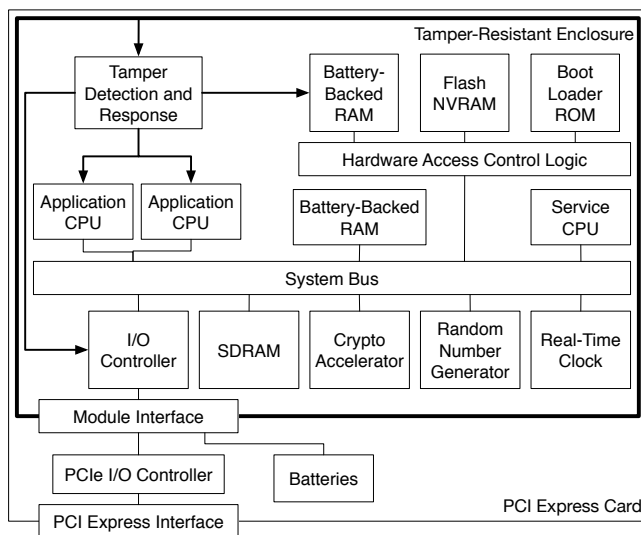 Tamper-Resistant Enclosure
Tamper
Detection and
Response
Battery-
Backed
RAM
Flash
NVRAM
Boot
Loader
ROM
Hardware Access Control Logic
Application
CPU
Application
CPU
Battery-Backed
RAM
Service
CPU
System Bus
I/O
Controller
SDRAM
Crypto
Accelerator
Random
Number
Generator
Real-Time
Clock
Module Interface
PCIe I/O Controller
Batteries
PCI Express Card
PCI Express Interface